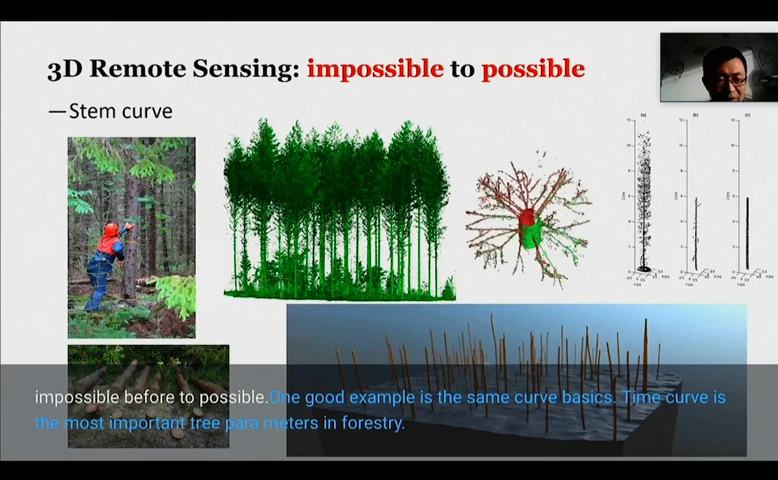 3D Remote Sensing: impossible to possible
—Stem curve
(a)
(b)
(c)
impossible before to possible.One good example is the same curve basics. Time curve is
the most important tree para meters in forestry.